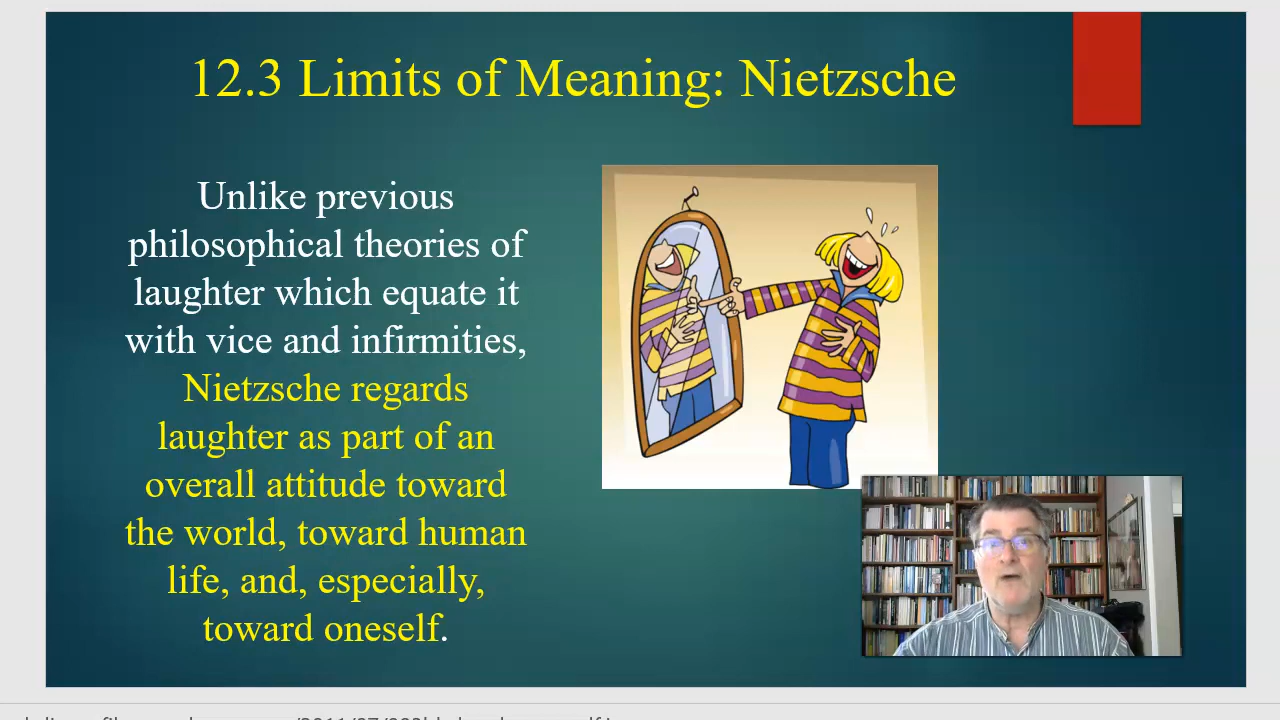 12.3 Limits of Meaning: Nietzsche
Unlike previous
philosophical theories of
laughter which equate it
with vice and infirmities,
Nietzsche regards
laughter as part of an
overall attitude toward
the world, toward human
life, and, especially,
toward oneself.